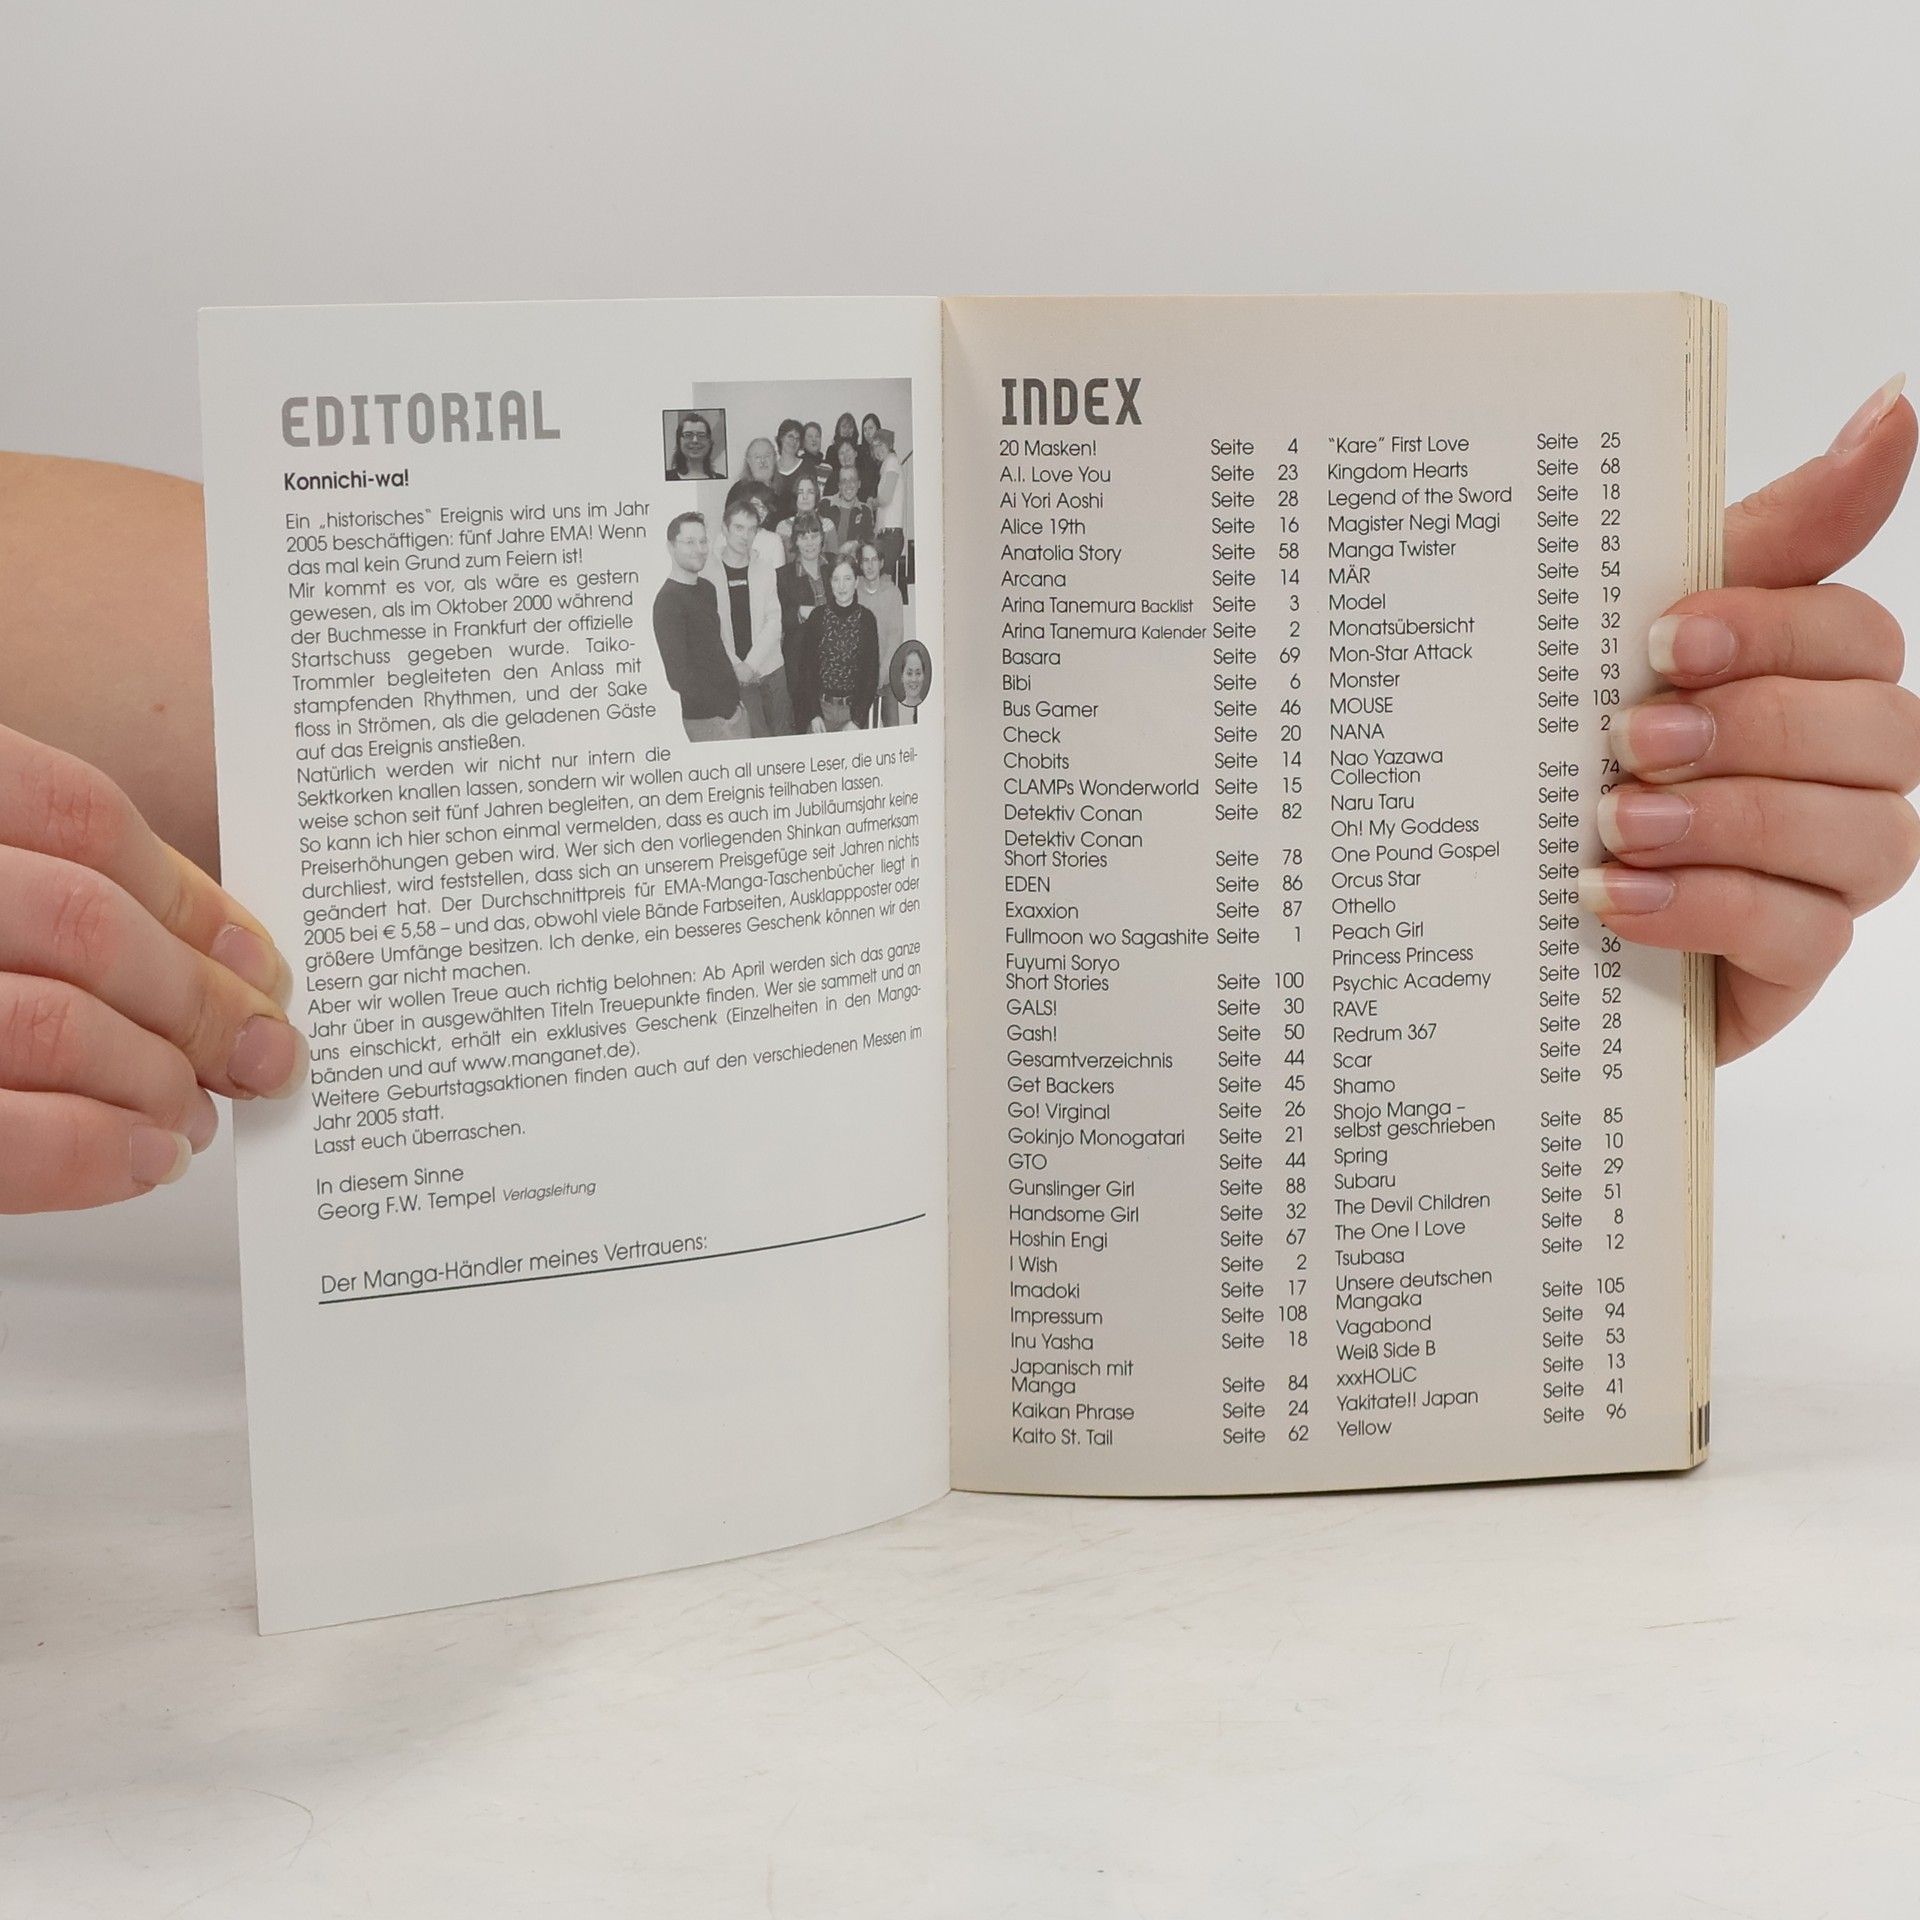 EDITORIAL
Konnichi-wa!
Ein „historisches“ Ereignis wird uns im Jahr
2005 beschäftigen: fünf Jahre EMA! Wenn
das mal kein Grund zum Feiern ist!
Mir kommt es vor, als wäre es gestern
gewesen, als im Oktober 2000 während
der Buchmesse in Frankfurt der offizielle
Startschuss gegeben wurde. Taiko-
Trommler begleiteten den Anlass mit
stampfenden Rhythmen, und der Sake
floss in Strömen, als die geladenen Gäste
auf das Ereignis anstießen.
Natürlich werden wir nicht nur intern die
Sektkorken knallen lassen, sondern wir wollen auch all unsere Leser, die uns teil-
weise schon seit fünf Jahren begleiten, an dem Ereignis teilhaben lassen.
So kann ich hier schon einmal vermelden, dass es auch im Jubiläumsjahr keine
Preiserhöhungen geben wird. Wer sich den vorliegenden Shinkan aufmerksam
durchliest, wird feststellen, dass sich an unserem Preisgefüge seit Jahren nichts
geändert hat. Der Durchschnittpreis für EMA-Manga-Taschenbücher liegt in
2005 bei € 5,58 – und das, obwohl viele Bände Farbseiten, Ausklappposter oder
größere Umfänge besitzen. Ich denke, ein besseres Geschenk können wir den
Lesern gar nicht machen.
Aber wir wollen Treue auch richtig belohnen: Ab April werden sich das ganze
Jahr über in ausgewählten Titeln Treuepunkte finden. Wer sie sammelt und an
uns einschickt, erhält ein exklusives Geschenk (Einzelheiten in den Manga-
bänden und auf www.manganet.de).
Weitere Geburtstagsaktionen finden auch auf den verschiedenen Messen im
Jahr 2005 statt.
Lasst euch überraschen.
In diesem Sinne
Georg F.W. Tempel Verlagsleitung
Der Manga-Händler meines Vertrauens:
INDEX
20 Masken! Seite 4
A.I. Love You Seite 23
Ai Yori Aoshi Seite 28
Alice 19th Seite 16
Anatolia Story Seite 58
Arcana Seite 14
Arina Tanemura Backlist Seite 3
Arina Tanemura Kalender Seite 2
Basara Seite 69
Bibi Seite 6
Bus Gamer Seite 46
Check Seite 20
Chobits Seite 14
CLAMPs Wonderworld Seite 15
Detektiv Conan Seite 82
Detektiv Conan
Short Stories Seite 78
EDEN Seite 86
Exaxxion Seite 87
Fullmoon wo Sagashite Seite 1
Fuyumi Soryo
Short Stories Seite 100
GALS! Seite 30
Gash! Seite 50
Gesamtverzeichnis Seite 44
Get Backers Seite 45
Go! Virginal Seite 26
Gokinjo Monogatari Seite 21
GTO Seite 44
Gunslinger Girl Seite 88
Handsome Girl Seite 32
Hoshin Engi Seite 67
I Wish Seite 2
Imadoki Seite 17
Impressum Seite 108
Inu Yasha Seite 18
Japanisch mit
Manga Seite 84
Kaikan Phrase Seite 24
Kaito St. Tail Seite 62
“Kare” First Love Seite 25
Kingdom Hearts Seite 68
Legend of the Sword Seite 18
Magister Negi Magi Seite 22
Manga Twister Seite 83
MÄR Seite 54
Model Seite 19
Monatsübersicht Seite 32
Mon-Star Attack Seite 31
Monster Seite 93
MOUSE Seite 103
NANA Seite
Nao Yazawa
Collection Seite 74
Naru Taru Seite
Oh! My Goddess Seite
One Pound Gospel Seite
Orcus Star Seite
Othello Seite
Peach Girl Seite
Princess Princess Seite 36
Psychic Academy Seite 102
RAVE Seite 52
Redrum 367 Seite 28
Scar Seite 24
Shamo Seite 95
Shojo Manga –
selbst geschrieben Seite 85
Spring Seite 10
Subaru Seite 29
The Devil Children Seite 51
The One I Love Seite 8
Tsubasa Seite 12
Unsere deutschen
Mangaka Seite 105
Vagabond Seite 94
Weiß Side B Seite 53
xxxHOLiC Seite 13
Yakitate!! Japan Seite 41
Yellow Seite 96